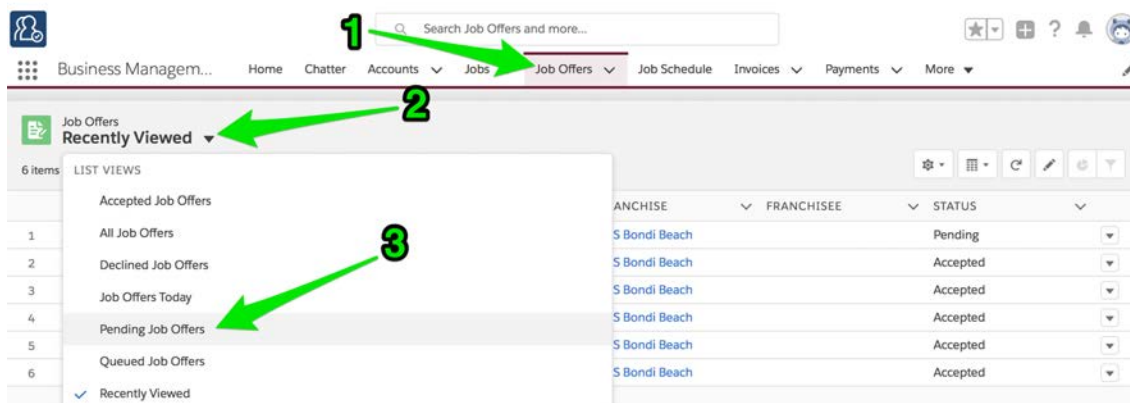 1
Search Job Offers and more...
Business Managem... Home Chatter Accounts Jobs Job Offers Job Schedule Invoices Payments More
2
Job Offers
Recently Viewed
6 items
LIST VIEWS
Accepted Job Offers
All Job Offers
Declined Job Offers
Job Offers Today
Pending Job Offers
Queued Job Offers
Recently Viewed
3
ANCHISE FRANCHISEE STATUS
1 S Bondi Beach Pending
2 S Bondi Beach Accepted
3 S Bondi Beach Accepted
4 S Bondi Beach Accepted
5 S Bondi Beach Accepted
6 S Bondi Beach Accepted